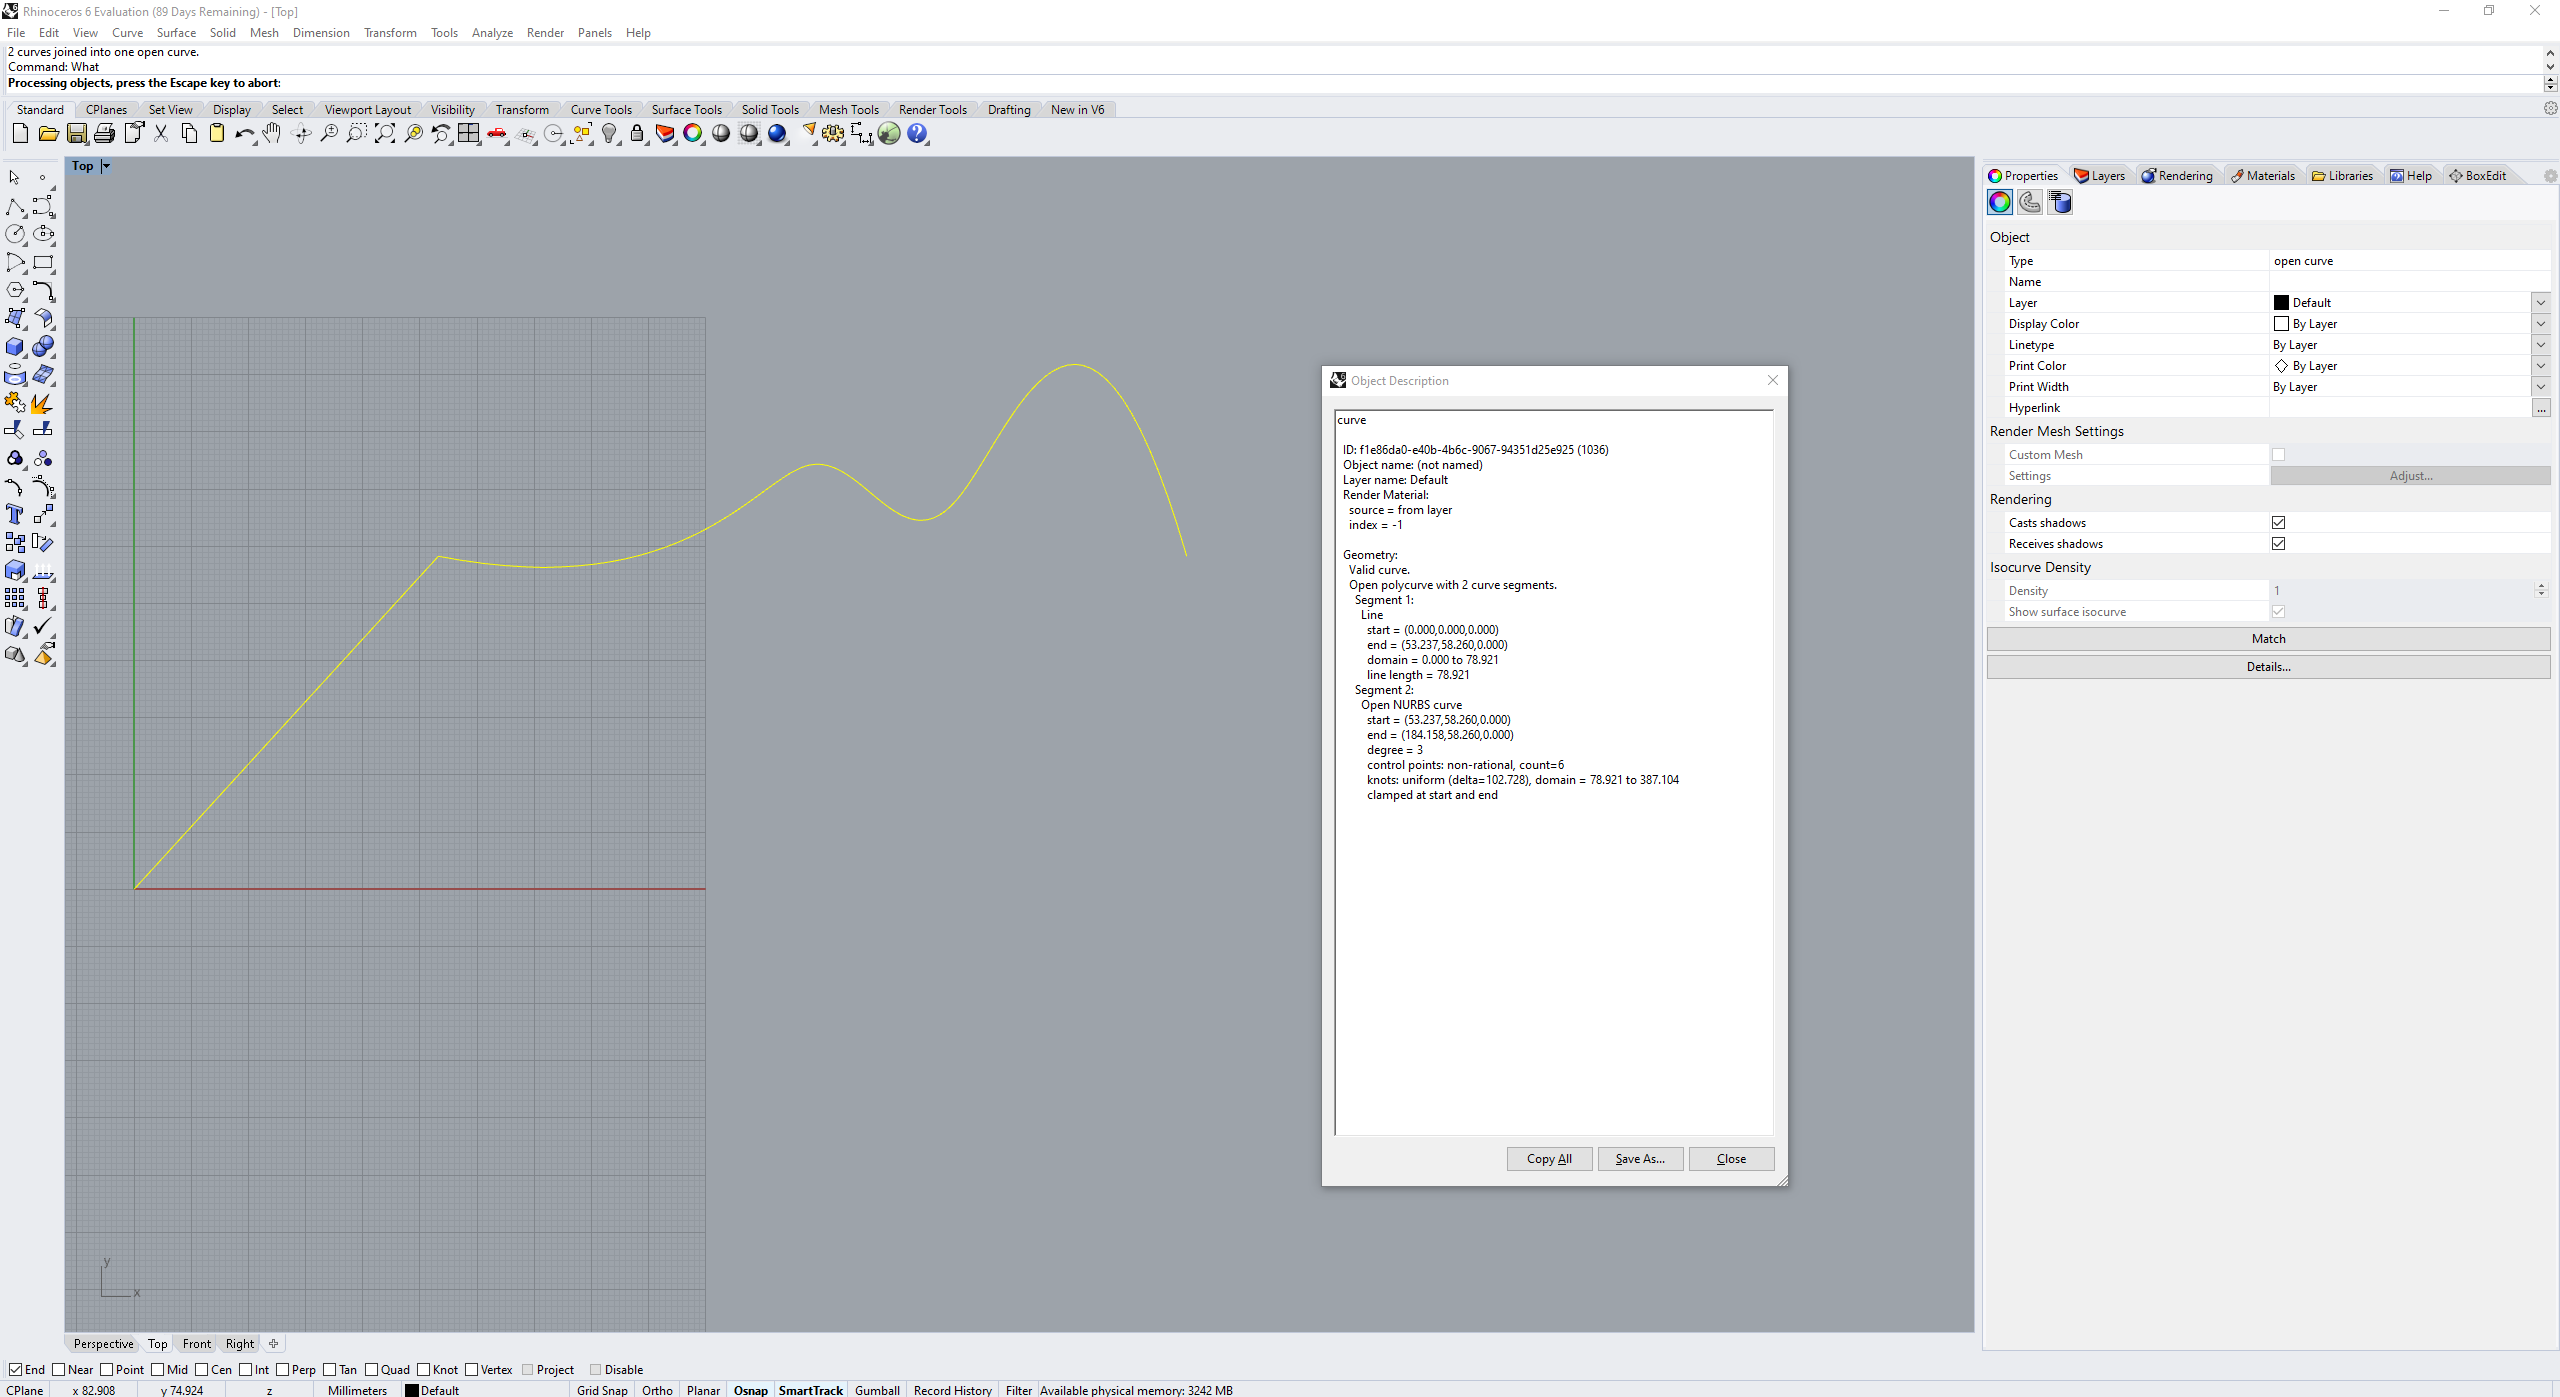 Rhinoceros 6 Evaluation (89 Days Remaining) - [Top]
File Edit View Curve Surface Solid Mesh Dimension Transform Tools Analyze Render Panels Help
2 curves joined into one open curve.
Command: What
Processing objects, press the Escape key to abort:
Standard CPlanes Set View Display Select Viewport Layout Visibility Transform Curve Tools Surface Tools Solid Tools Mesh Tools Render Tools Drafting New in V6
Top
Properties Layers Rendering Materials Libraries Help BoxEdit
Object
Type open curve
Name
Layer Default
Display Color By Layer
Linetype By Layer
Print Color By Layer
Print Width By Layer
Hyperlink ...
Render Mesh Settings
Custom Mesh
Settings Adjust...
Rendering
Casts shadows
Receives shadows
Isocurve Density
Density 1
Show surface isocurve
Match
Details...
Object Description
curve
ID: f1e86da0-e40b-4b6c-9067-94351d25e925 (1036)
Object name: (not named)
Layer name: Default
Render Material:
source = from layer
index = -1
Geometry:
Valid curve.
Open polycurve with 2 curve segments.
Segment 1:
Line
start = (0.000,0.000,0.000)
end = (53.237,58.260,0.000)
domain = 0.000 to 78.921
line length = 78.921
Segment 2:
Open NURBS curve
start = (53.237,58.260,0.000)
end = (184.158,58.260,0.000)
degree = 3
control points: non-rational, count=6
knots: uniform (delta=102.728), domain = 78.921 to 387.104
clamped at start and end
Copy All Save As... Close
y
x
Perspective Top Front Right
End Near Point Mid Cen Int Perp Tan Quad Knot Vertex Project Disable
CPlane x 82.908 y 74.924 z Millimeters Default Grid Snap Ortho Planar Osnap SmartTrack Gumball Record History Filter Available physical memory: 3242 MB